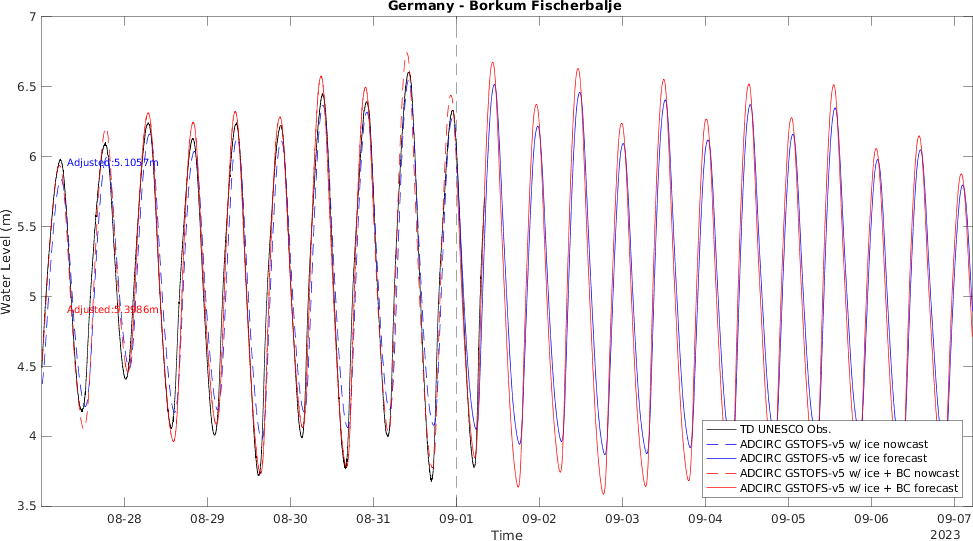 Germany - Borkum Fischerbalje
7
6.5
6
5.5
5
4.5
4
3.5
Water Level (m)
Adjusted:5.1057m
Adjusted:5.3986m
TD UNESCO Obs.
ADCIRC GSTOFS-v5 w/ ice nowcast
ADCIRC GSTOFS-v5 w/ ice forecast
ADCIRC GSTOFS-v5 w/ ice + BC nowcast
ADCIRC GSTOFS-v5 w/ ice + BC forecast
08-28 08-29 08-30 08-31 09-01 09-02 09-03 09-04 09-05 09-06 09-07
Time
2023